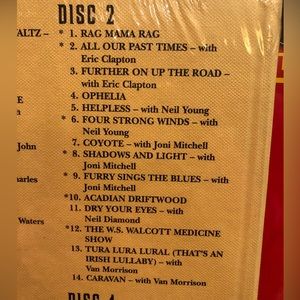 DISC 2
ALTZ –
* 1. RAG MAMA RAG
* 2. ALL OUR PAST TIMES – with
Eric Clapton
3. FURTHER ON UP THE ROAD –
with Eric Clapton
4. OPHELIA
5. HELPLESS – with Neil Young
* 6. FOUR STRONG WINDS – with
Neil Young
7. COYOTE – with Joni Mitchell
John
* 8. SHADOWS AND LIGHT – with
Joni Mitchell
* 9. FURRY SINGS THE BLUES – with
Joni Mitchell
harles
*10. ACADIAN DRIFTWOOD
11. DRY YOUR EYES – with
Neil Diamond
Waters
*12. THE W.S. WALCOTT MEDICINE
SHOW
13. TURA LURA LURAL (THAT'S AN
IRISH LULLABY) – with
Van Morrison
14. CARAVAN – with Van Morrison
DISC 4